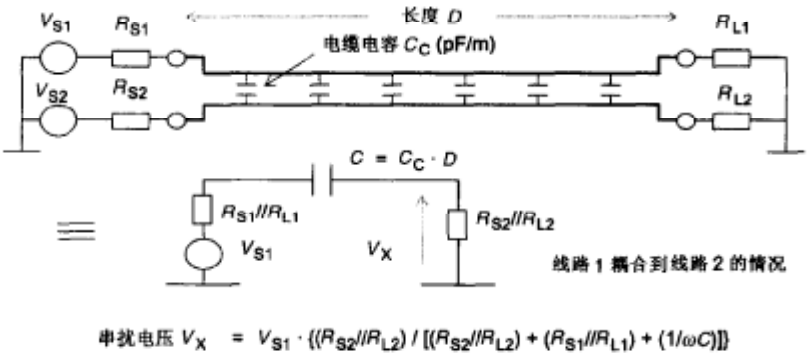 长度 D
V_S1
R_S1
电缆电容 C_C (pF/m)
R_L1
V_S2
R_S2
R_L2
C = C_C · D
R_S1//R_L1
V_S1
V_X
R_S2//R_L2
线路 1 耦合到线路 2 的情况
串扰电压 V_X = V_S1 · {(R_S2//R_L2) / [(R_S2//R_L2) + (R_S1//R_L1) + (1/ωC)]}